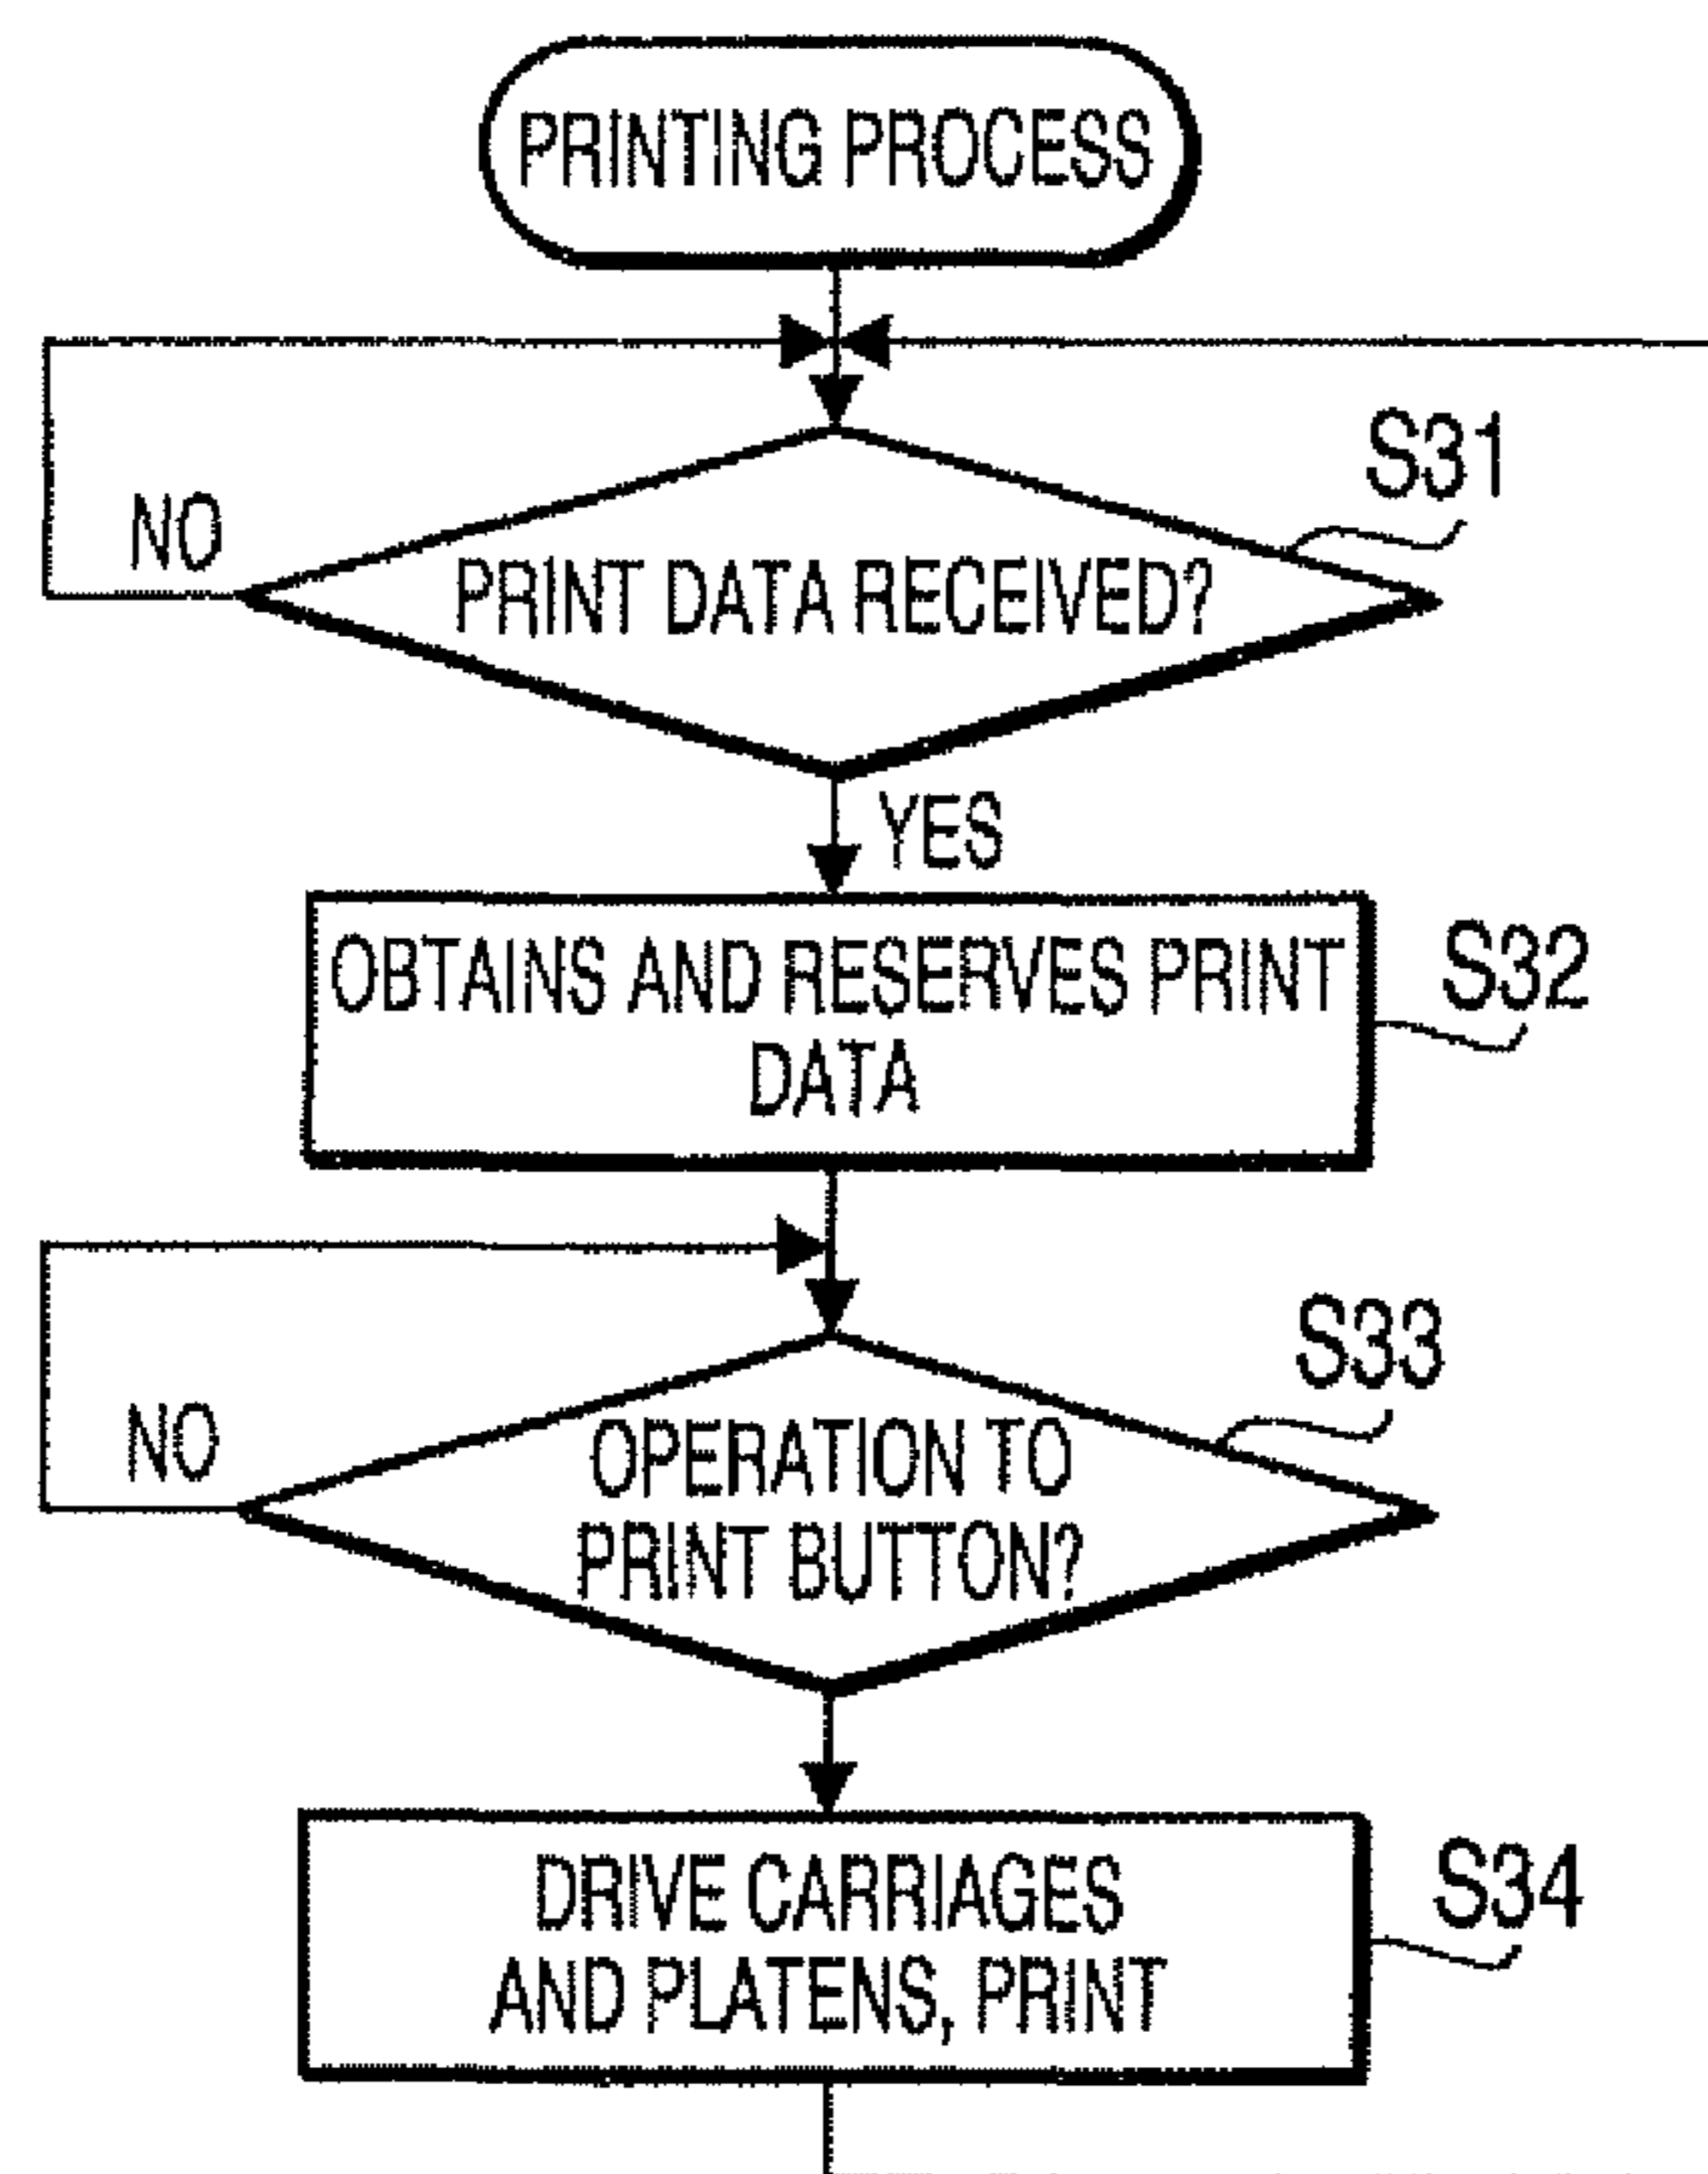 PRINTING PROCESS
S31
NO
PRINT DATA RECEIVED?
YES
OBTAINS AND RESERVES PRINT
DATA
S32
S33
NO
OPERATION TO
PRINT BUTTON?
DRIVE CARRIAGES
AND PLATENS, PRINT
S34